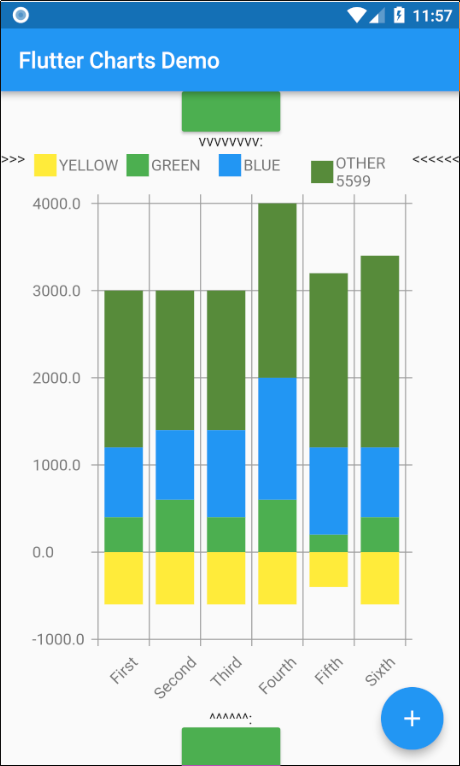 11:57
Flutter Charts Demo
vvvvvvvv:
>>> YELLOW GREEN BLUE OTHER <<<<<<
5599
4000.0
3000.0
2000.0
1000.0
0.0
-1000.0
First Second Third Fourth Fifth Sixth
^^^^^^:
+